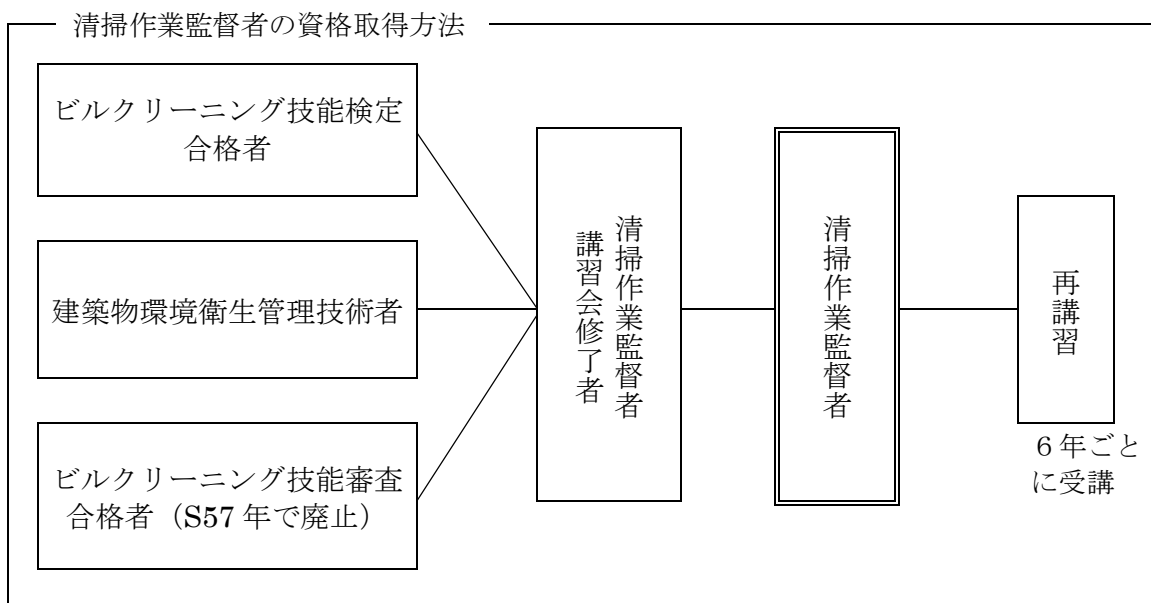 清掃作業監督者の資格取得方法
ビルクリーニング技能検定
合格者
建築物環境衛生管理技術者
ビルクリーニング技能審査
合格者（S57 年で廃止）
清掃作業監督者
講習会修了者
清掃作業監督者
再講習
６年ごと
に受講